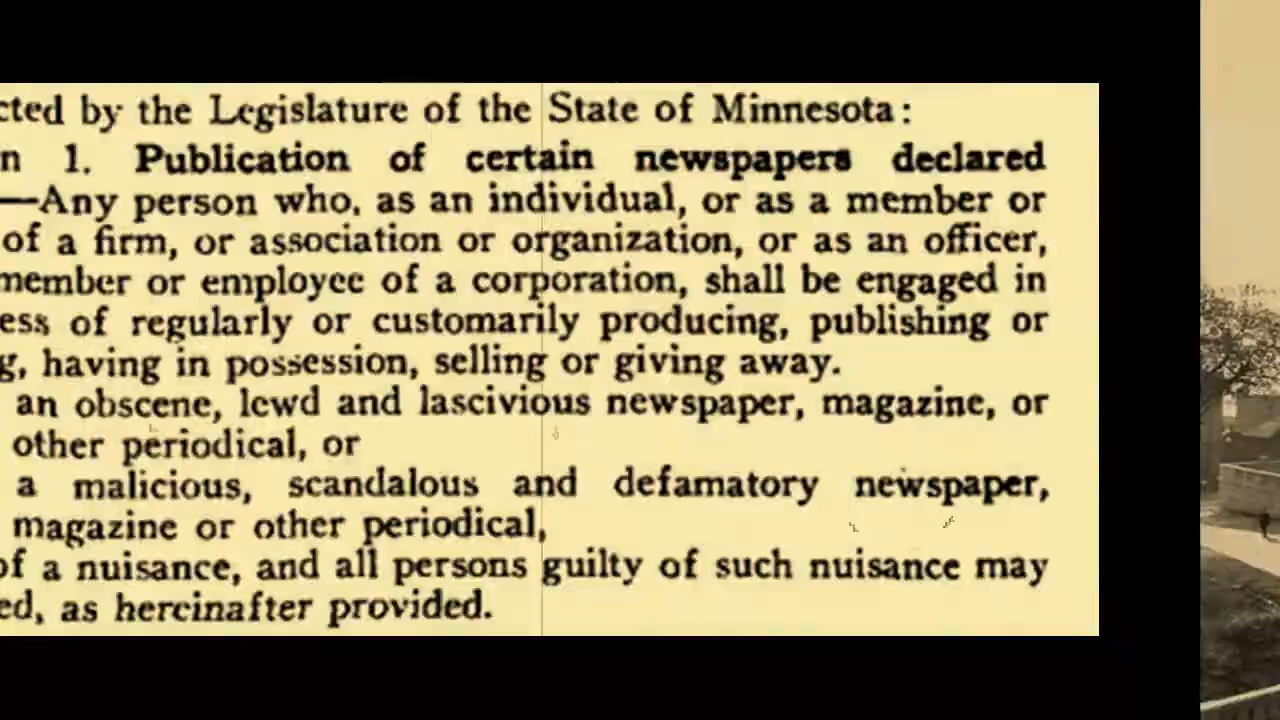 cted by the Legislature of the State of Minnesota:
n 1. Publication of certain newspapers declared
—Any person who, as an individual, or as a member or
of a firm, or association or organization, or as an officer,
member or employee of a corporation, shall be engaged in
ess of regularly or customarily producing, publishing or
g, having in possession, selling or giving away.
an obscene, lewd and lascivious newspaper, magazine, or
other periodical, or
a malicious, scandalous and defamatory newspaper,
magazine or other periodical,
of a nuisance, and all persons guilty of such nuisance may
ed, as hereinafter provided.